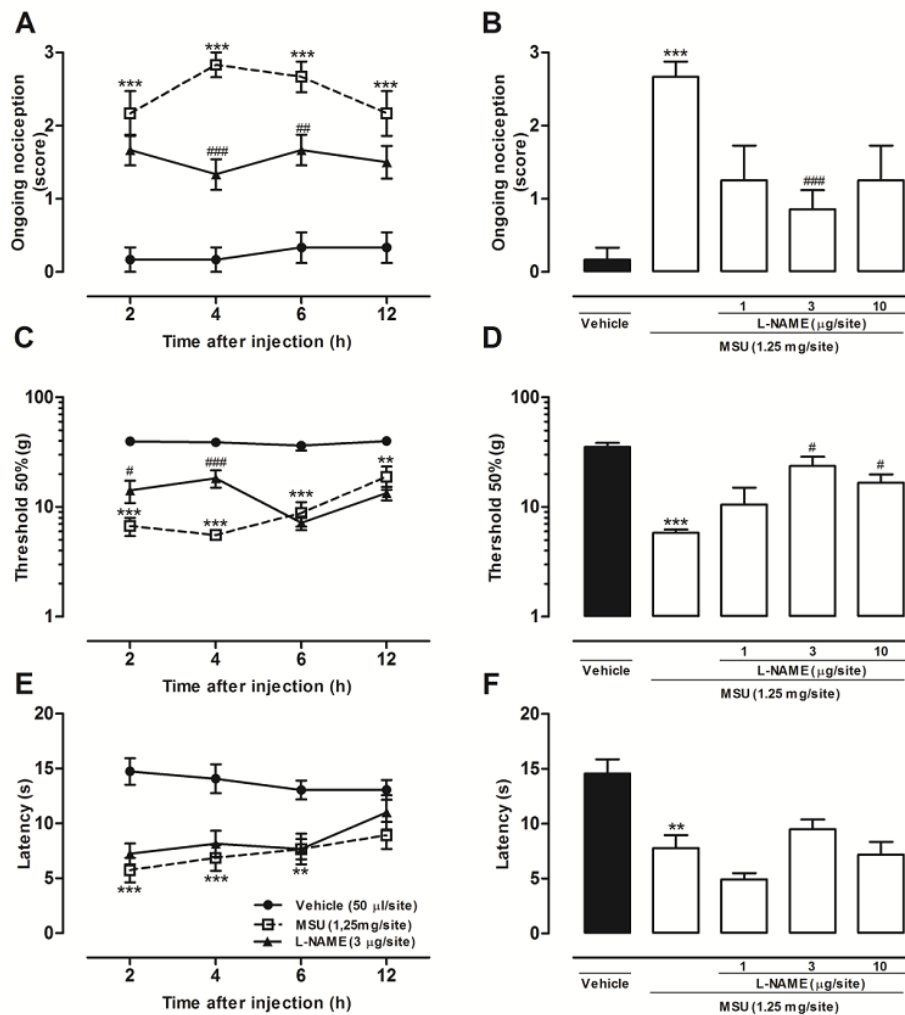 A
Ongoing nociception
(score)
3
2
1
0
***
***
***
***
###
##
2 4 6 12
Time after injection (h)
B
Ongoing nociception
(score)
3
2
1
0
***
###
1 3 10
Vehicle L-NAME (µg/site)
MSU (1.25 mg/site)
C
Threshold 50% (g)
100
10
1
#
###
**
***
***
***
2 4 6 12
Time after injection (h)
D
Thershold 50% (g)
100
10
1
***
#
#
1 3 10
Vehicle L-NAME (µg/site)
MSU (1.25 mg/site)
E
Latency (s)
20
15
10
5
0
***
***
**
Vehicle (50 µl/site)
MSU (1,25mg/site)
L-NAME (3 µg/site)
2 4 6 12
Time after injection (h)
F
Latency (s)
20
15
10
5
0
**
1 3 10
Vehicle L-NAME (µg/site)
MSU (1.25 mg/site)